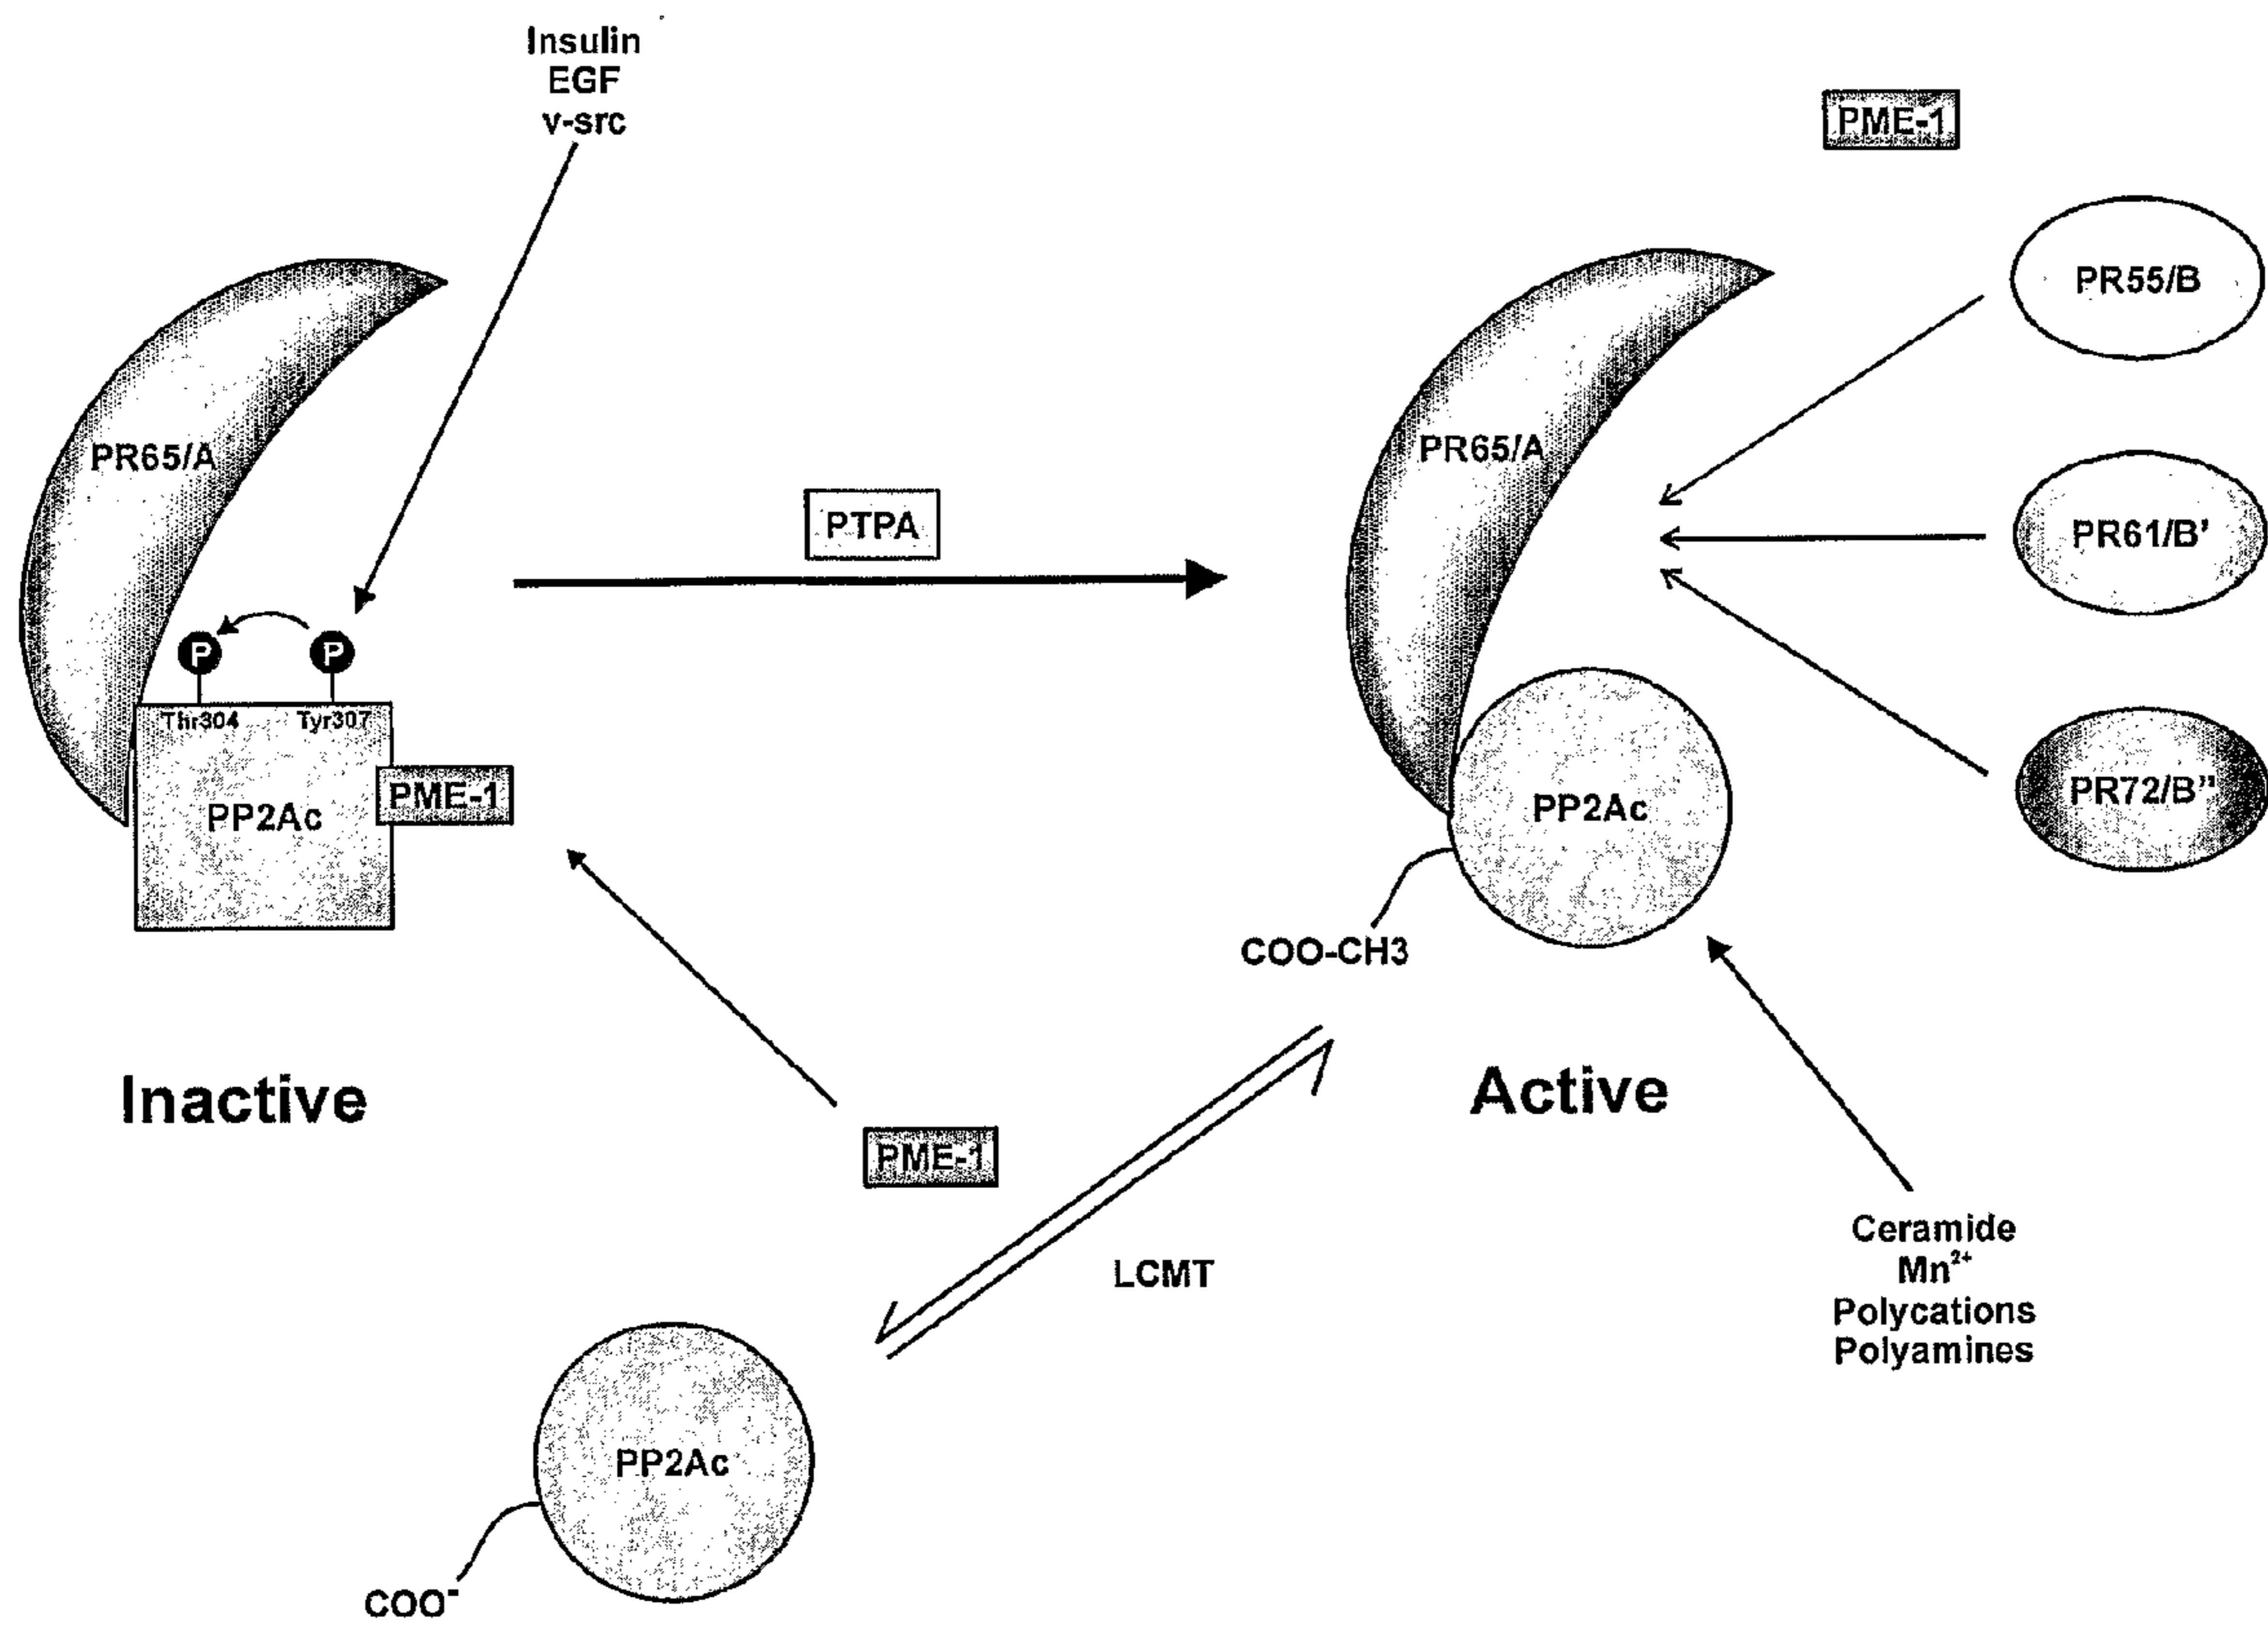 Insulin
EGF
v-src
PME-1
PR55/B
PR65/A
PR65/A
PTPA
PR61/B'
P
P
Thr304
Tyr307
PP2Ac
PME-1
PP2Ac
PR72/B"
COO-CH3
Inactive
Active
PME-1
LCMT
Ceramide
Mn²⁺
Polycations
Polyamines
PP2Ac
COO⁻